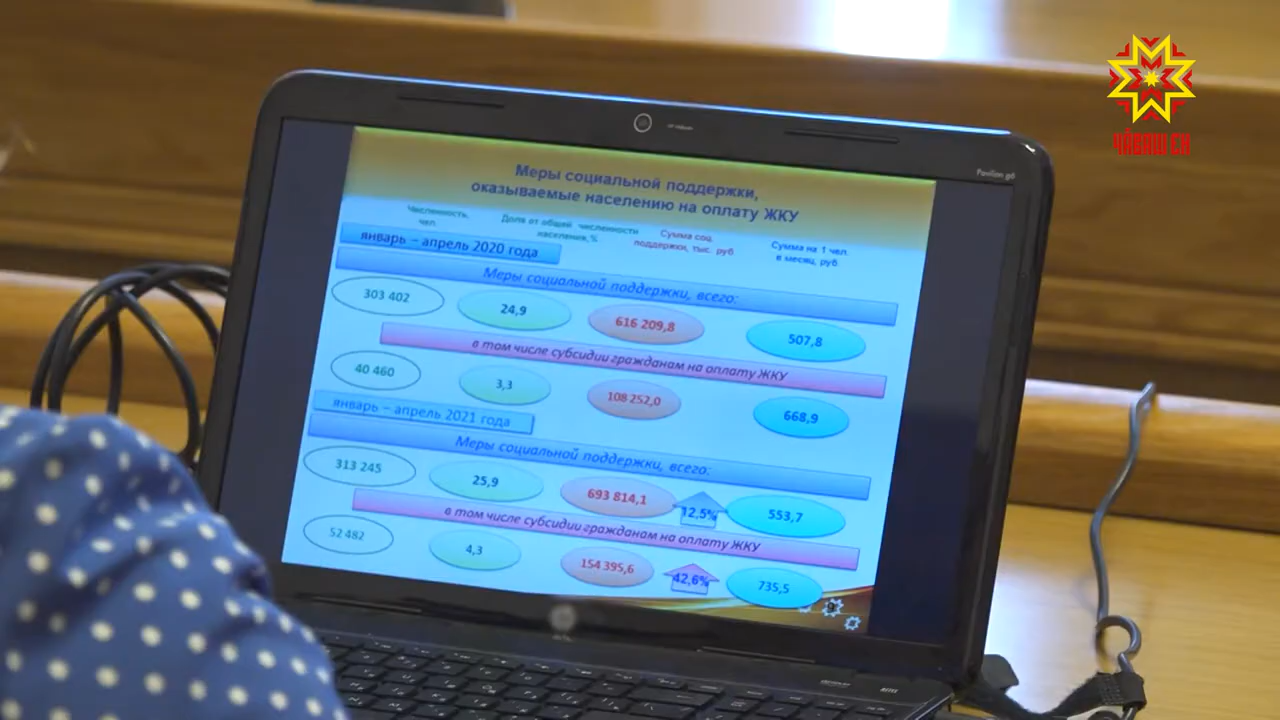 ЧӐВАШ ЕН
Pavilion g6
Меры социальной поддержки,
оказываемые населению на оплату ЖКУ
Численность, чел.
Доля от общей численности населения,%
Сумма соц. поддержки, тыс. руб
Сумма на 1 чел. в месяц, руб.
январь – апрель 2020 года
Меры социальной поддержки, всего:
303 402 24,9 616 209,8 507,8
в том числе субсидии гражданам на оплату ЖКУ
40 460 3,3 108 252,0 668,9
январь – апрель 2021 года
Меры социальной поддержки, всего:
313 245 25,9 693 814,1 12,5% 553,7
в том числе субсидии гражданам на оплату ЖКУ
52 482 4,3 154 395,6 42,6% 735,5